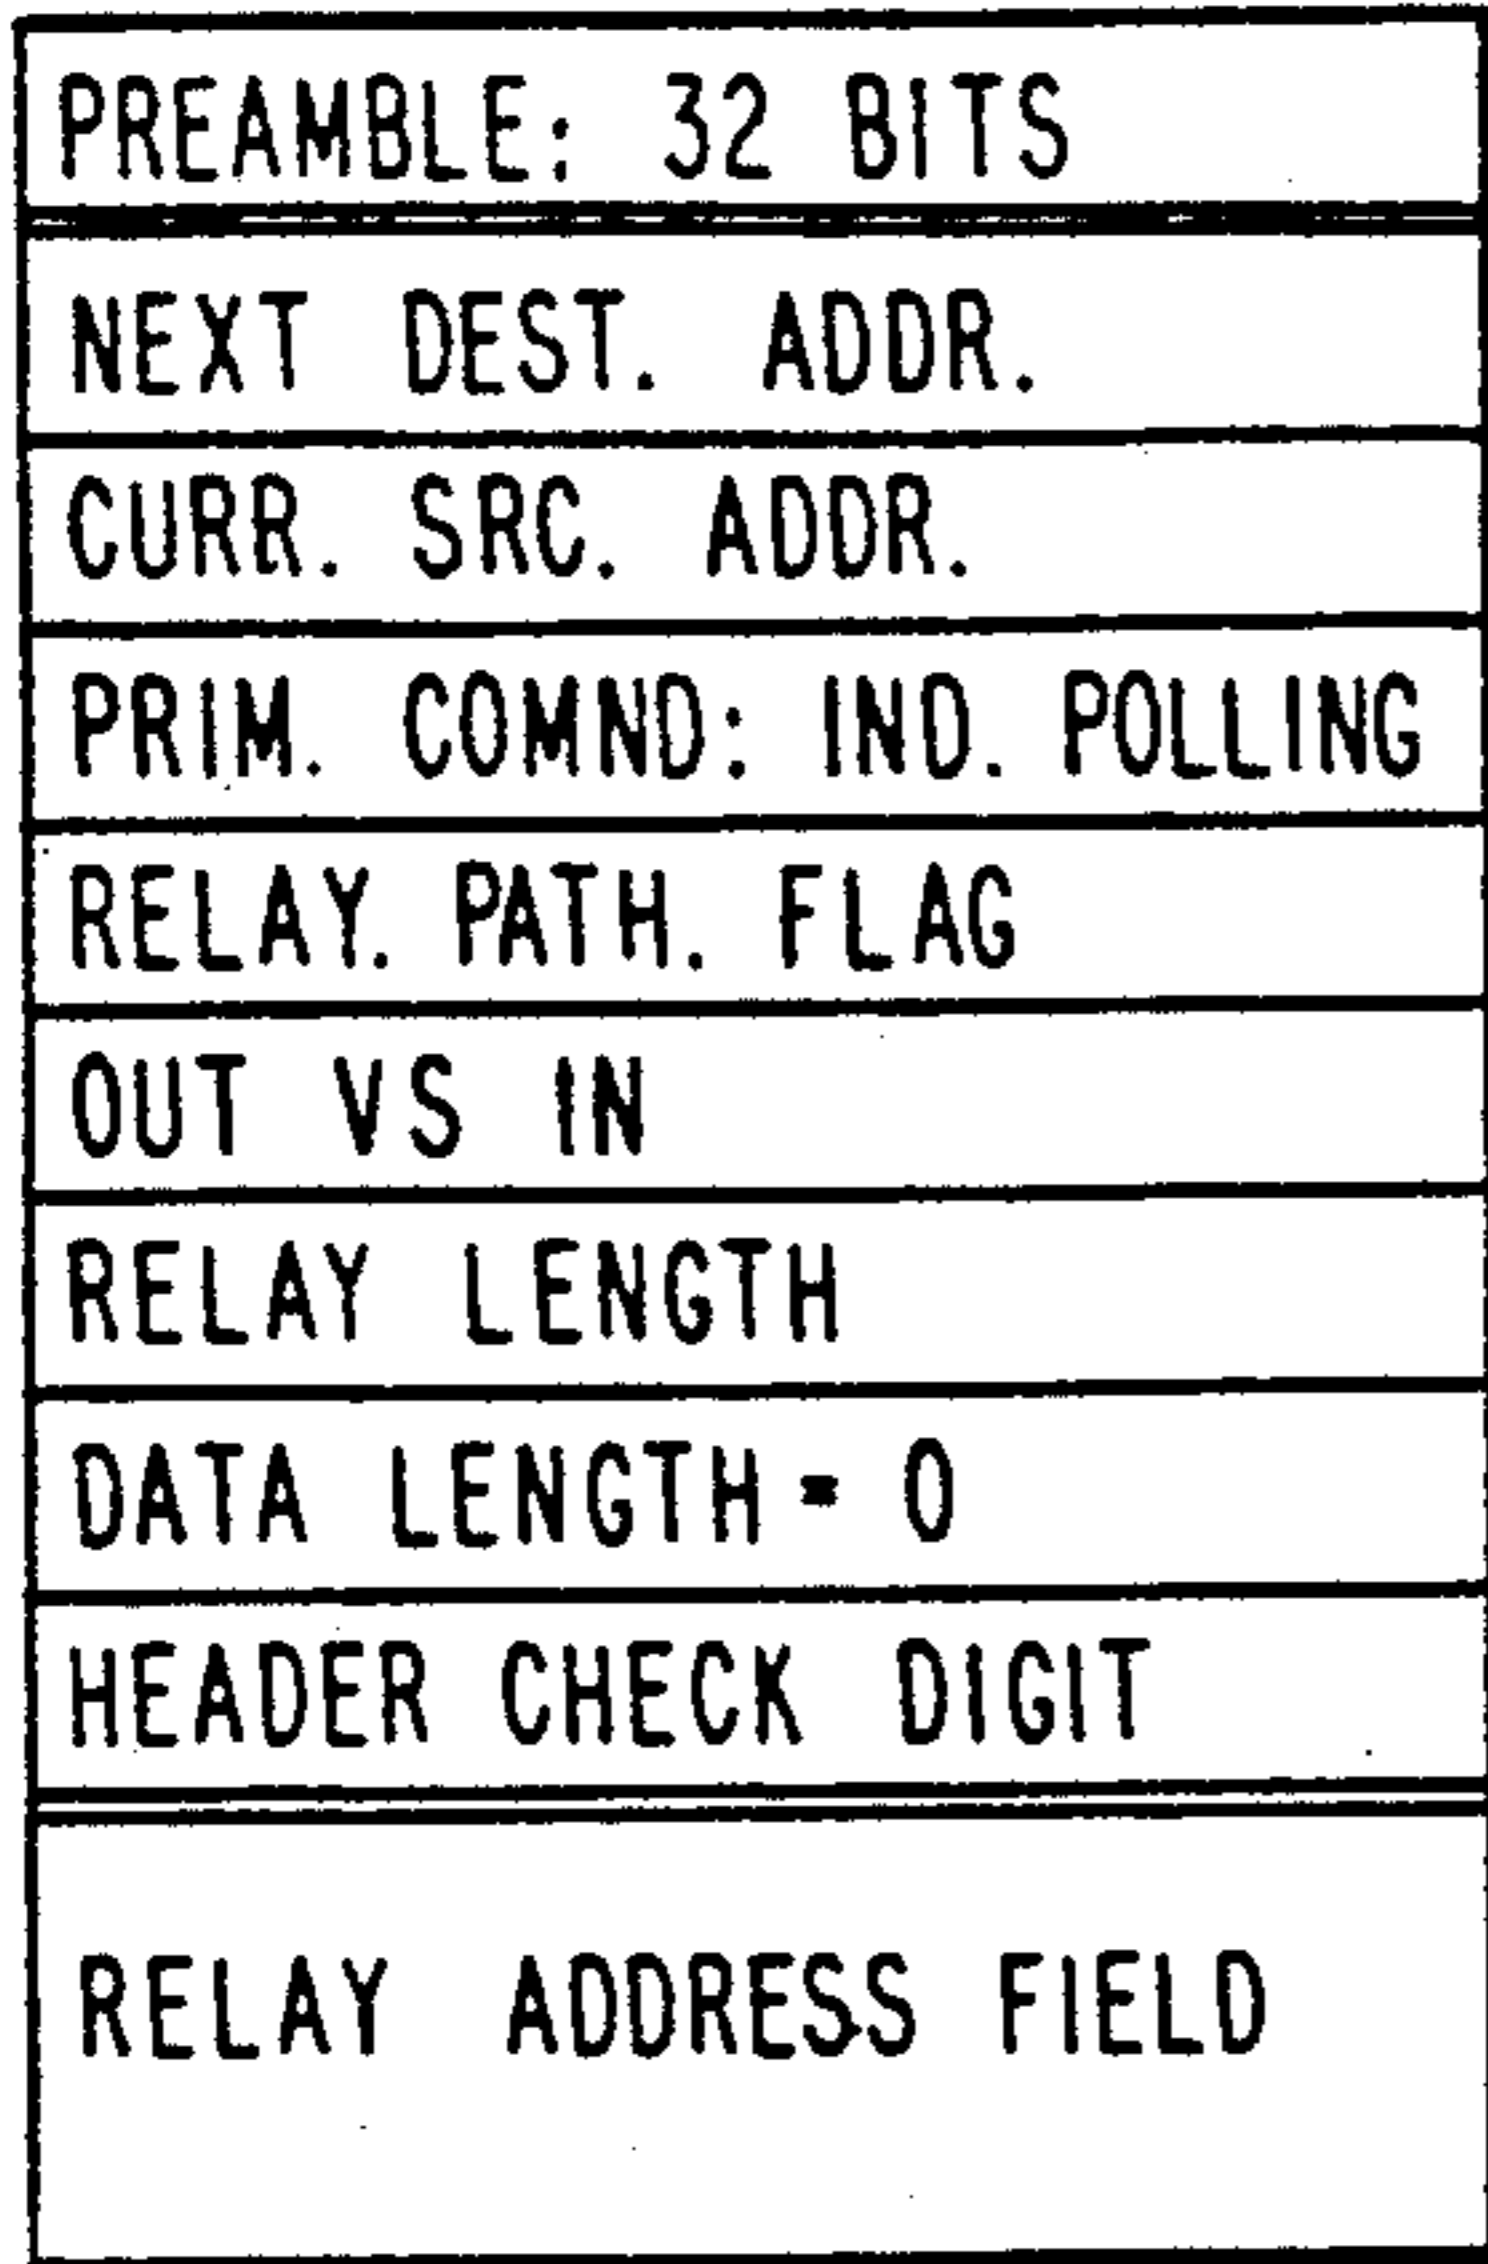 PREAMBLE: 32 BITS
NEXT DEST. ADDR.
CURR. SRC. ADDR.
PRIM. COMND: IND. POLLING
RELAY. PATH. FLAG
OUT VS IN
RELAY LENGTH
DATA LENGTH = 0
HEADER CHECK DIGIT
RELAY ADDRESS FIELD